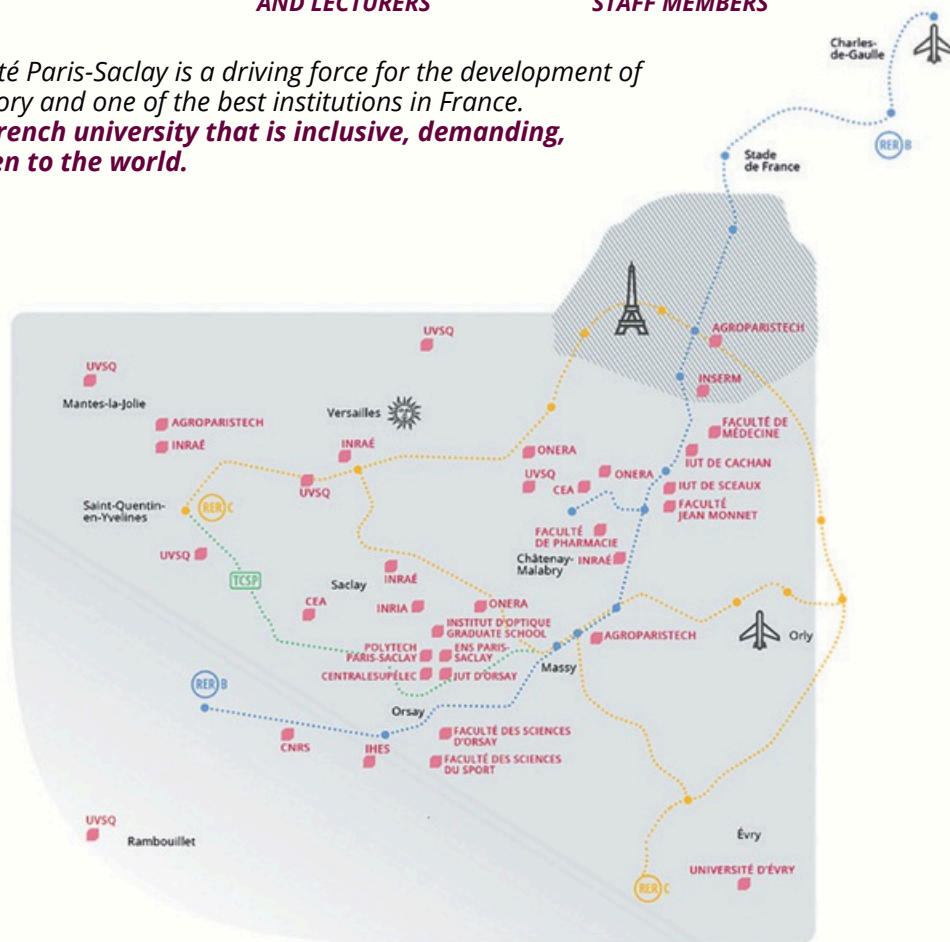 AND LECTURERS
STAFF MEMBERS
té Paris-Saclay is a driving force for the development of
ory and one of the best institutions in France.
rench university that is inclusive, demanding,
en to the world.
Charles-
de-Gaulle
RER B
Stade
de France
AGROPARISTECH
INSERM
UVSQ
UVSQ
Mantes-la-Jolie
AGROPARISTECH
INRAÉ
Versailles
INRAÉ
UVSQ
ONERA
UVSQ
CEA
ONERA
FACULTÉ DE
MÉDECINE
IUT DE CACHAN
IUT DE SCEAUX
FACULTÉ
JEAN MONNET
Saint-Quentin-
en-Yvelines
RER C
FACULTÉ
DE PHARMACIE
Châtenay-
Malabry
INRAÉ
UVSQ
TCSP
Saclay
INRAÉ
CEA
INRIA
ONERA
INSTITUT D'OPTIQUE
GRADUATE SCHOOL
POLYTECH
PARIS-SACLAY
ENS PARIS-
SACLAY
CENTRALESUPÉLEC
IUT D'ORSAY
AGROPARISTECH
Massy
Orly
RER B
Orsay
CNRS
IHES
FACULTÉ DES SCIENCES
D'ORSAY
FACULTÉ DES SCIENCES
DU SPORT
UVSQ
Rambouillet
Évry
UNIVERSITÉ D'ÉVRY
RER C